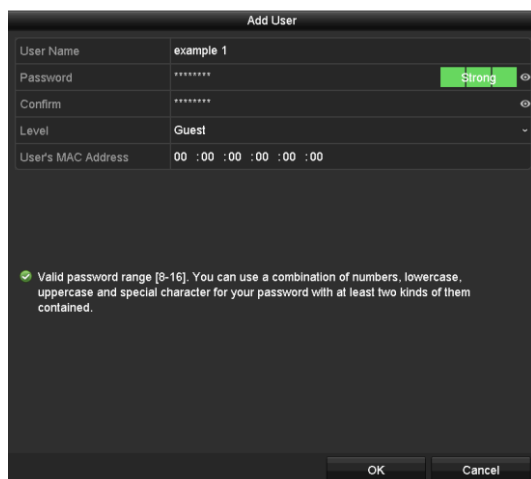 Add User
User Name example 1
Password ******** Strong
Confirm ********
Level Guest
User's MAC Address 00 :00 :00 :00 :00 :00
Valid password range [8-16]. You can use a combination of numbers, lowercase,
uppercase and special character for your password with at least two kinds of them
contained.
OK Cancel